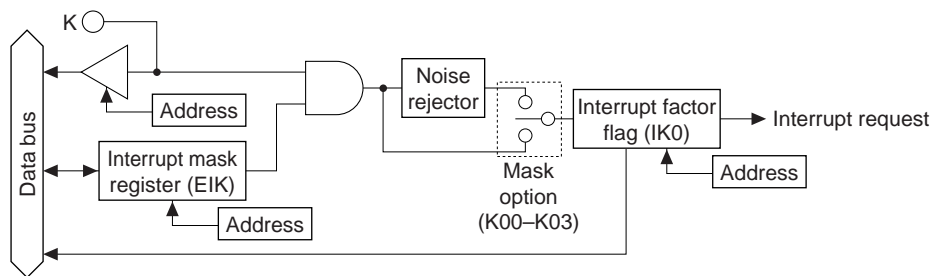 K
Noise
rejector
Address
Interrupt factor
flag (IK0)
Interrupt request
Data bus
Interrupt mask
register (EIK)
Address
Mask
option
(K00–K03)
Address